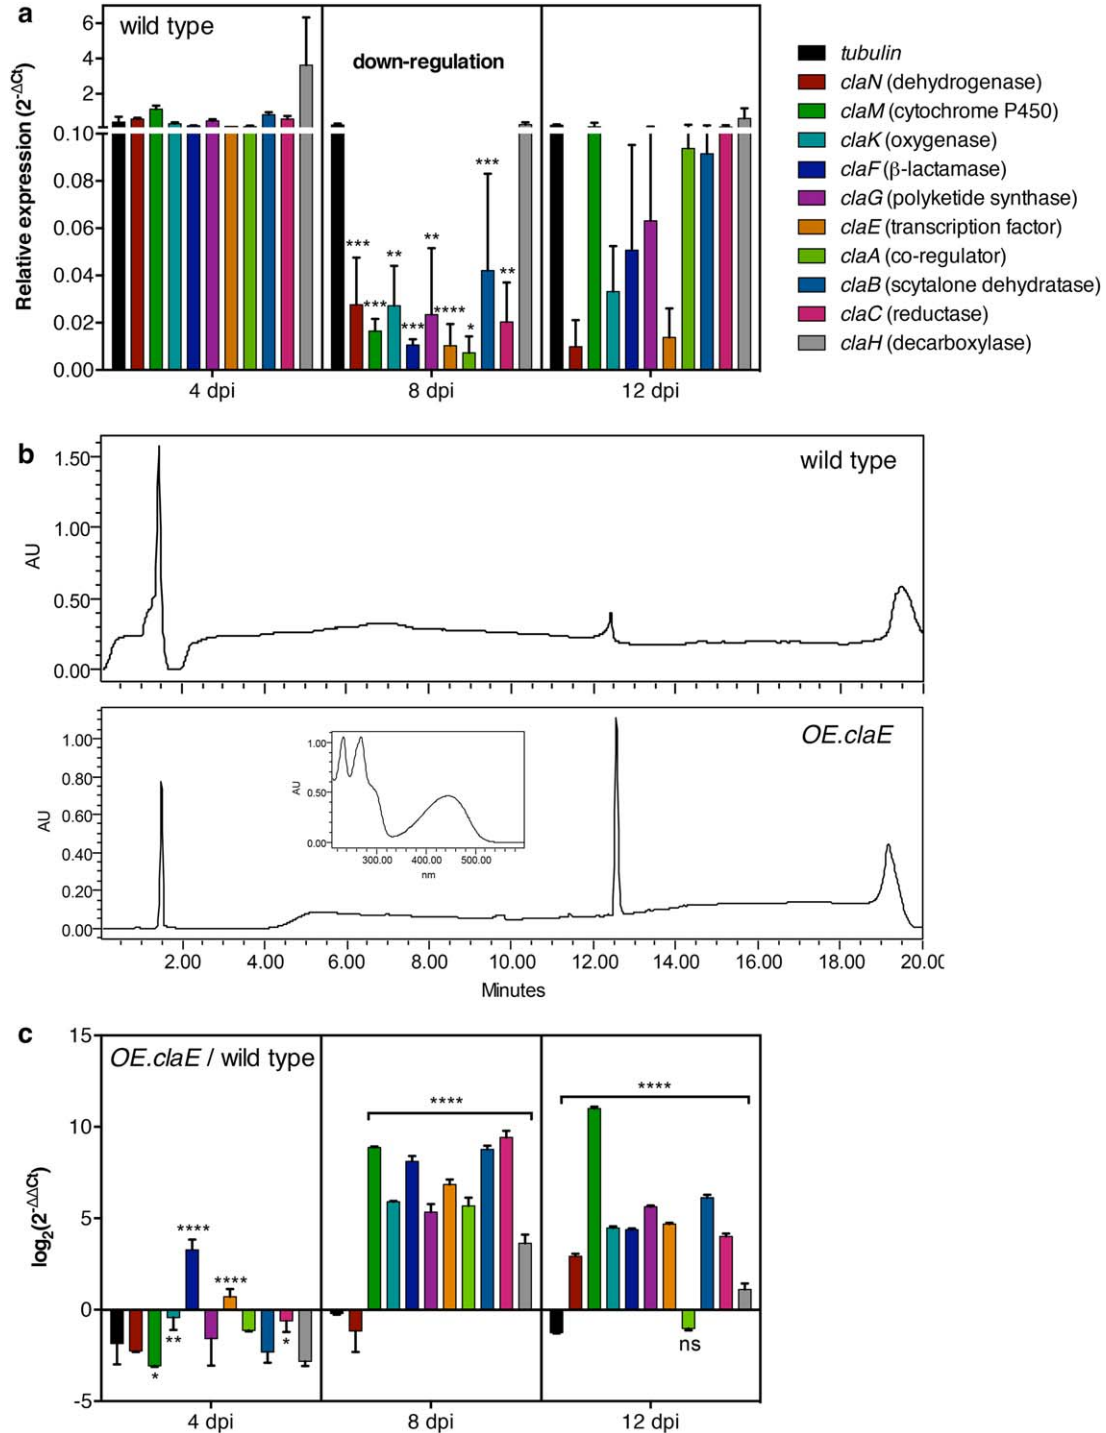 a
wild type
down-regulation
Relative expression (2^-ΔCt)
6
4
2
0.10
0.08
0.06
0.04
0.02
0.00
***
***
**
***
**
****
*
***
**
4 dpi
8 dpi
12 dpi
tubulin
claN (dehydrogenase)
claM (cytochrome P450)
claK (oxygenase)
claF (β-lactamase)
claG (polyketide synthase)
claE (transcription factor)
claA (co-regulator)
claB (scytalone dehydratase)
claC (reductase)
claH (decarboxylase)
b
wild type
AU
1.50
1.00
0.50
0.00
OE.claE
AU
1.00
0.80
0.60
0.40
0.20
0.00
AU
1.00
0.50
0.00
300.00 400.00 500.00
nm
2.00 4.00 6.00 8.00 10.00 12.00 14.00 16.00 18.00 20.00
Minutes
c
OE.claE / wild type
log2(2^-ΔΔCt)
15
10
5
0
-5
*
**
****
****
*
****
****
ns
4 dpi
8 dpi
12 dpi